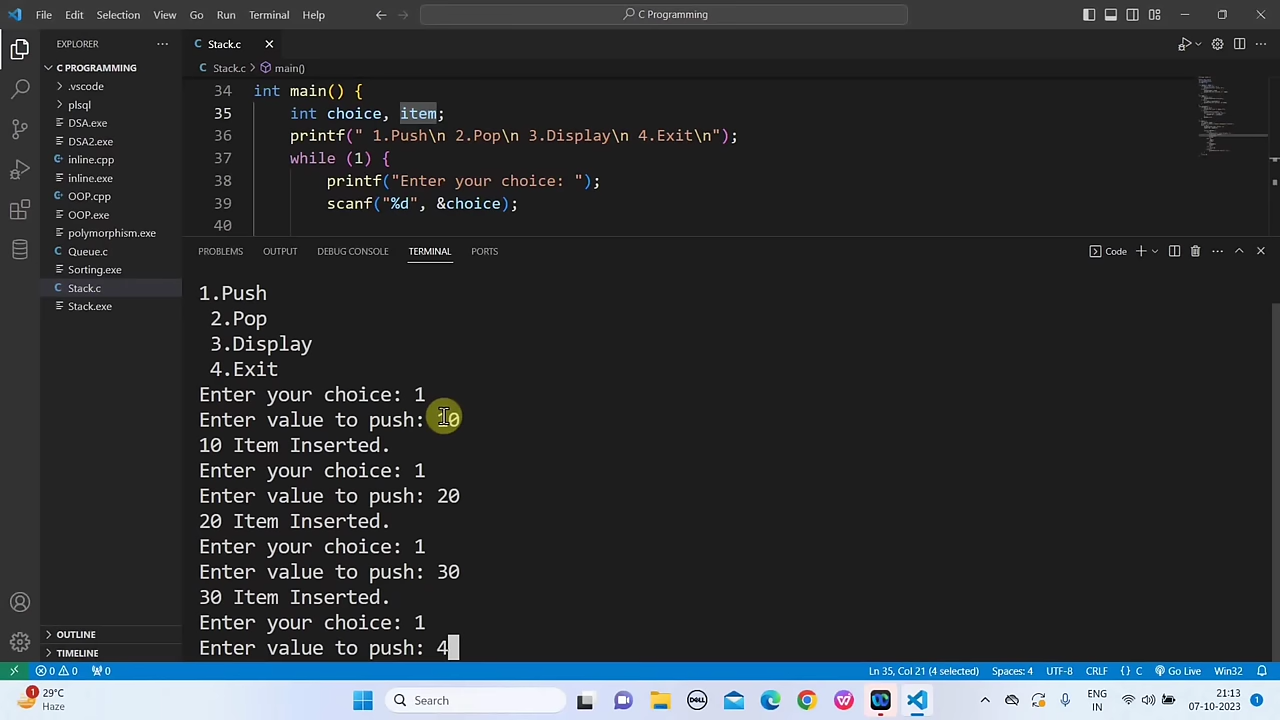 File Edit Selection View Go Run Terminal Help
C Programming
EXPLORER
C PROGRAMMING
.vscode
plsql
DSA.exe
DSA2.exe
inline.cpp
inline.exe
OOP.cpp
OOP.exe
polymorphism.exe
Queue.c
Sorting.exe
Stack.c
Stack.exe
OUTLINE
TIMELINE
C Stack.c
C Stack.c > main()
34 int main() {
35 int choice, item;
36 printf(" 1.Push\n 2.Pop\n 3.Display\n 4.Exit\n");
37 while (1) {
38 printf("Enter your choice: ");
39 scanf("%d", &choice);
40
PROBLEMS OUTPUT DEBUG CONSOLE TERMINAL PORTS
Code
1.Push
2.Pop
3.Display
4.Exit
Enter your choice: 1
Enter value to push: 10
10 Item Inserted.
Enter your choice: 1
Enter value to push: 20
20 Item Inserted.
Enter your choice: 1
Enter value to push: 30
30 Item Inserted.
Enter your choice: 1
Enter value to push: 4
0 0 0 Ln 35, Col 21 (4 selected) Spaces: 4 UTF-8 CRLF {} C Go Live Win32
1 29°C
Haze
Search
DELL
ENG
IN
21:13
07-10-2023
1